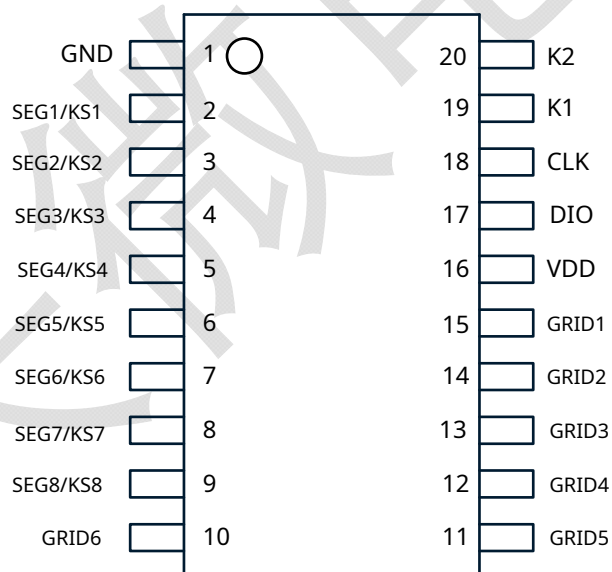 GND 1 20 K2
SEG1/KS1 2 19 K1
SEG2/KS2 3 18 CLK
SEG3/KS3 4 17 DIO
SEG4/KS4 5 16 VDD
SEG5/KS5 6 15 GRID1
SEG6/KS6 7 14 GRID2
SEG7/KS7 8 13 GRID3
SEG8/KS8 9 12 GRID4
GRID6 10 11 GRID5
微